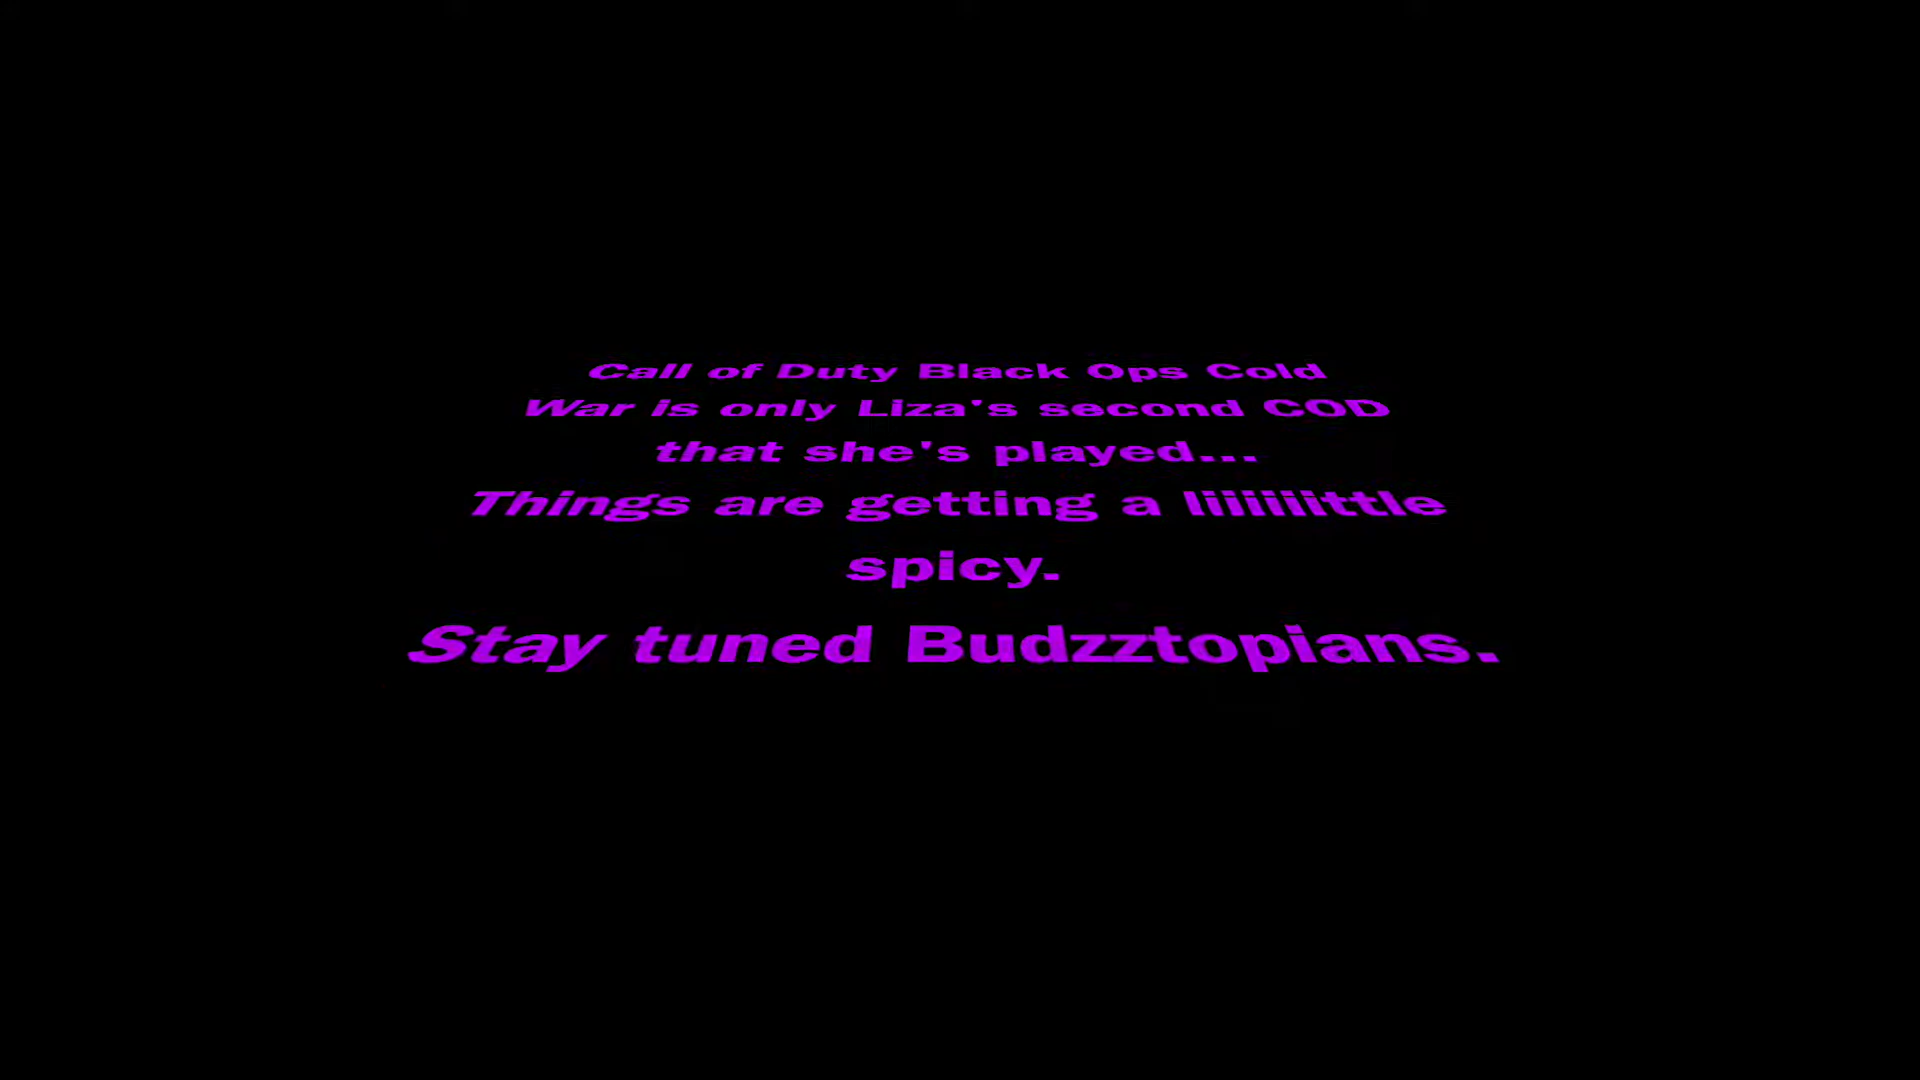 Call of Duty Black Ops Cold
War is only Liza's second COD
that she's played...
Things are getting a liiiiiittle
spicy.
Stay tuned Budzztopians.